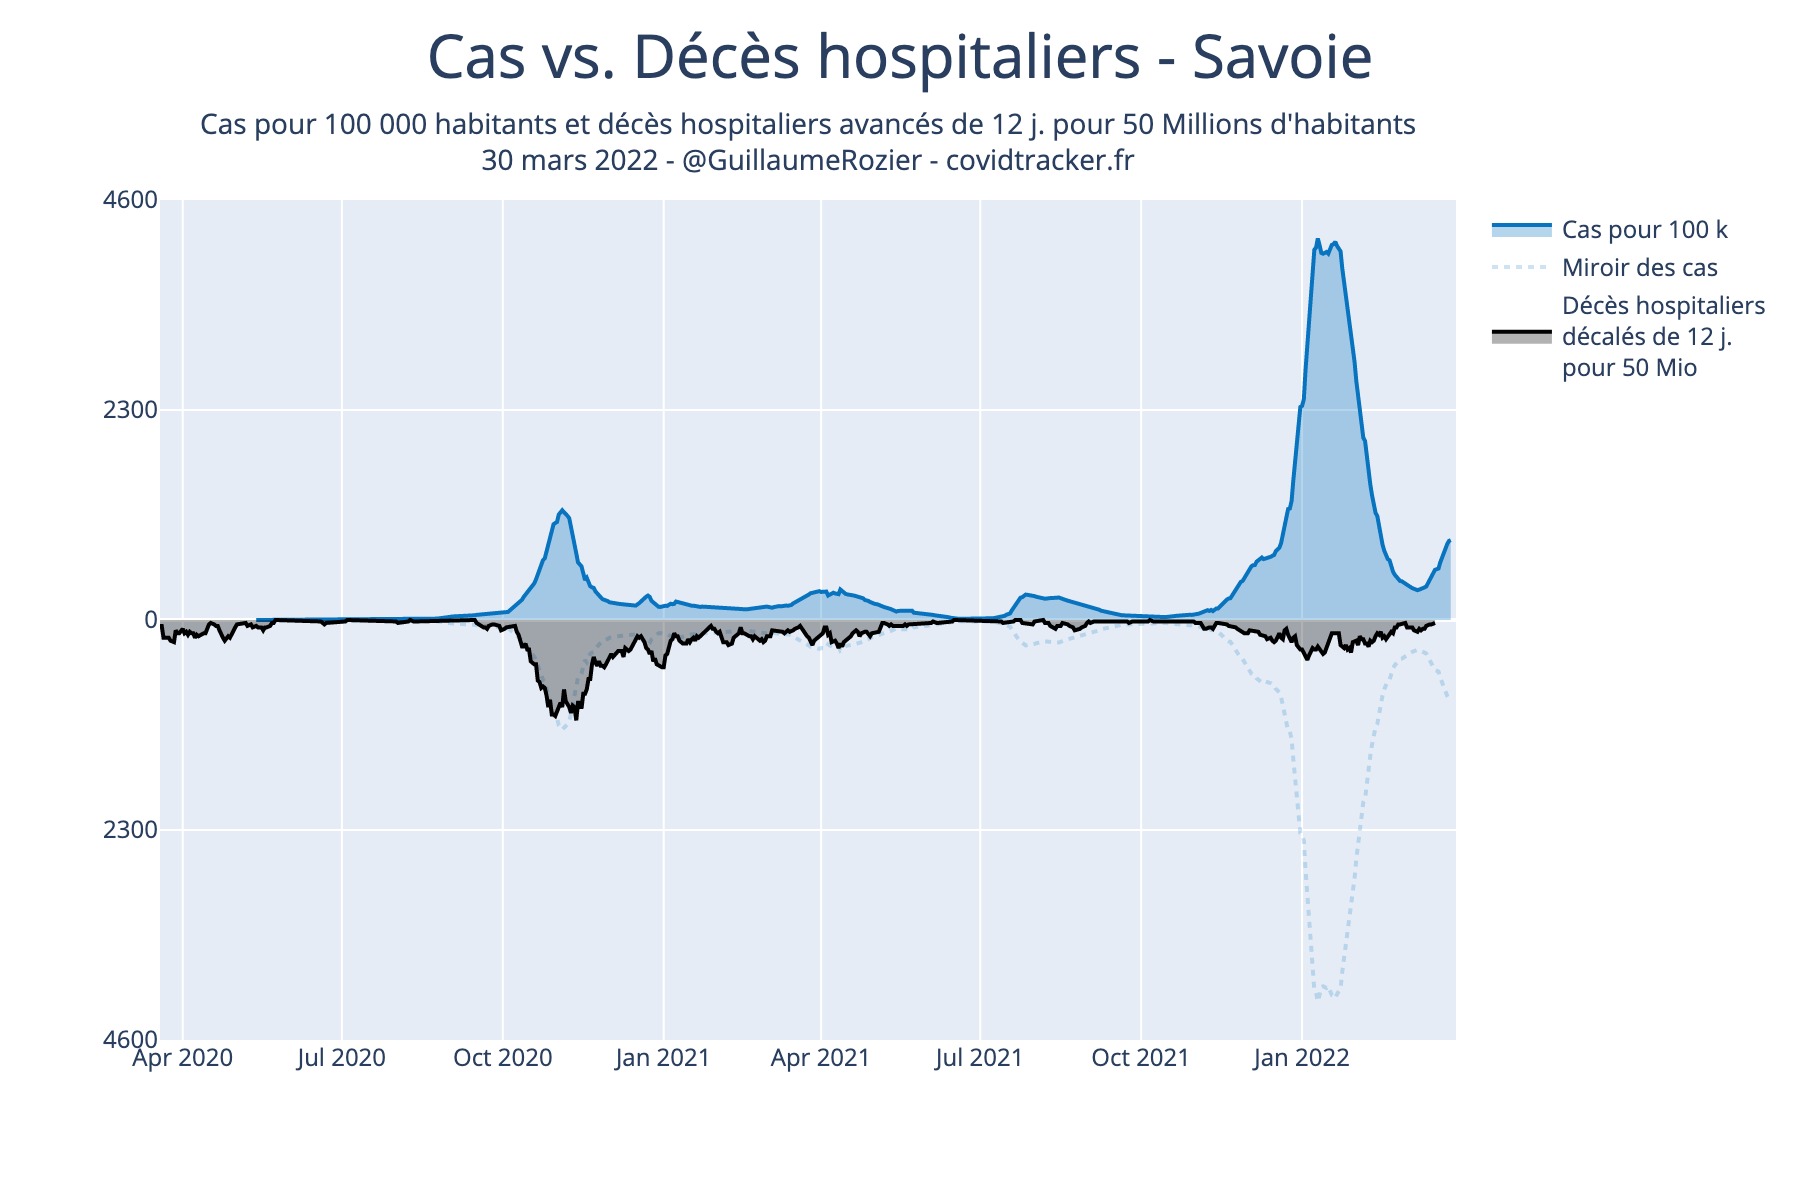 Cas vs. Décès hospitaliers - Savoie
Cas pour 100 000 habitants et décès hospitaliers avancés de 12 j. pour 50 Millions d'habitants
30 mars 2022 - @GuillaumeRozier - covidtracker.fr
4600
2300
0
2300
4600
Apr 2020
Jul 2020
Oct 2020
Jan 2021
Apr 2021
Jul 2021
Oct 2021
Jan 2022
Cas pour 100 k
Miroir des cas
Décès hospitaliers
décalés de 12 j.
pour 50 Mio